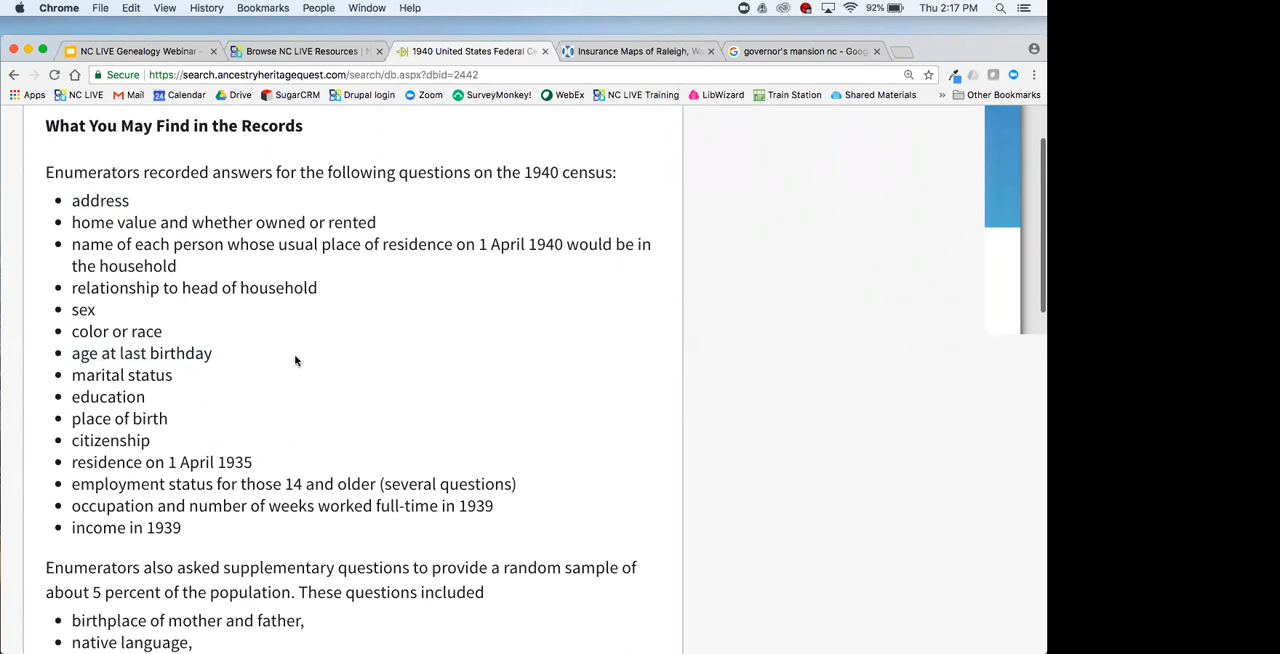 Chrome File Edit View History Bookmarks People Window Help 92% Thu 2:17 PM
NC LIVE Genealogy Webinar - NC Browse NC LIVE Resources | N 1940 United States Federal Ce Insurance Maps of Raleigh, Wa governor's mansion nc - Goog
Secure https://search.ancestryheritagequest.com/search/db.aspx?dbid=2442
Apps NC LIVE Mail 24 Calendar Drive SugarCRM Drupal login Zoom SurveyMonkey! WebEx NC LIVE Training LibWizard Train Station Shared Materials » Other Bookmarks
What You May Find in the Records
Enumerators recorded answers for the following questions on the 1940 census:
• address
• home value and whether owned or rented
• name of each person whose usual place of residence on 1 April 1940 would be in
the household
• relationship to head of household
• sex
• color or race
• age at last birthday
• marital status
• education
• place of birth
• citizenship
• residence on 1 April 1935
• employment status for those 14 and older (several questions)
• occupation and number of weeks worked full-time in 1939
• income in 1939
Enumerators also asked supplementary questions to provide a random sample of
about 5 percent of the population. These questions included
• birthplace of mother and father,
• native language,